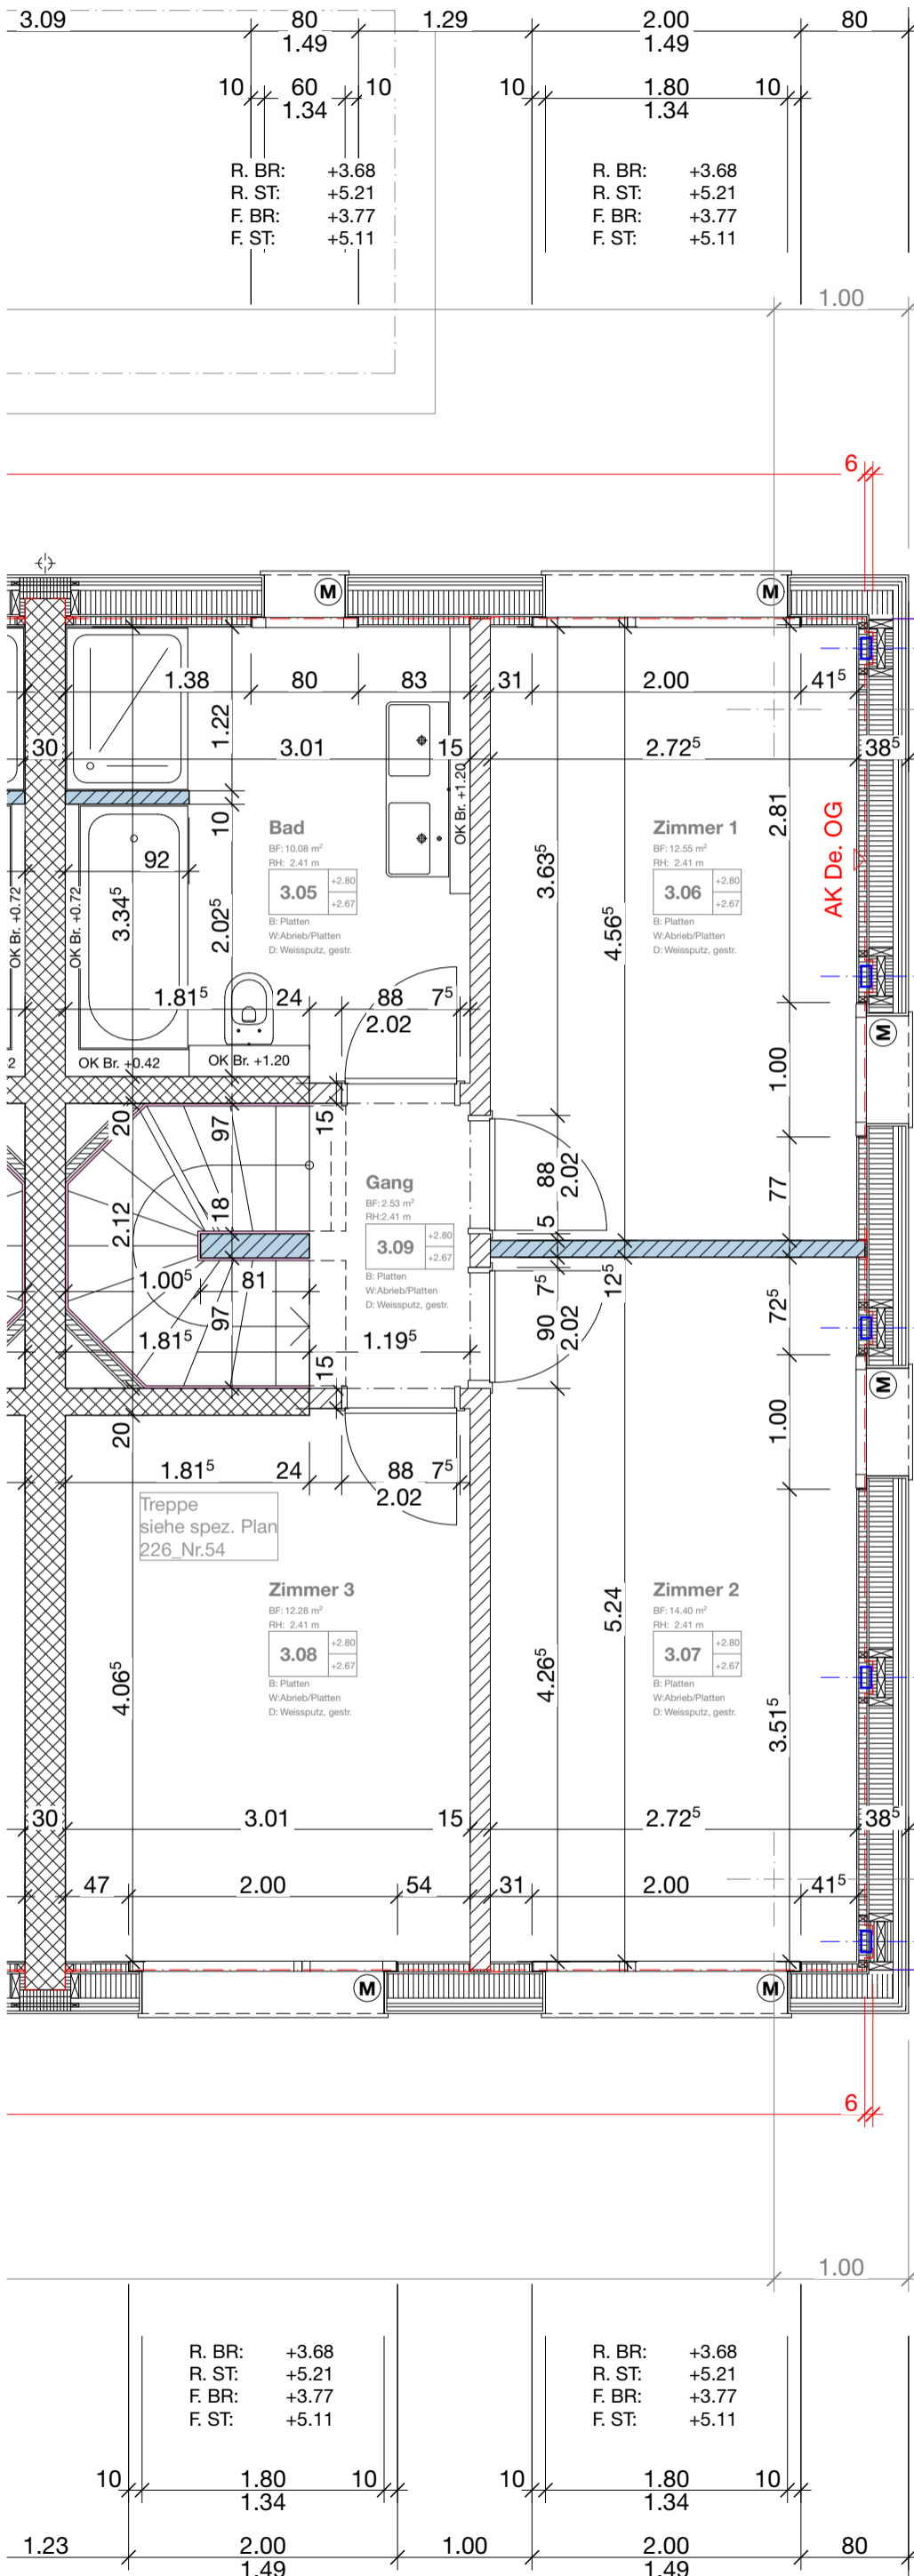 3.09 80 1.29 2.00 80
1.49 1.49
10 60 10 10 1.80 10
1.34 1.34
R. BR: +3.68 R. BR: +3.68
R. ST: +5.21 R. ST: +5.21
F. BR: +3.77 F. BR: +3.77
F. ST: +5.11 F. ST: +5.11
1.00
6
M M
1.38 80 83 31 2.00 41⁵
1.22
30 3.01 15 2.72⁵ 38⁵
OK Br. +1.20
2.81
10
Bad
BF: 10.08 m²
RH: 2.41 m
3.05 +2.80
+2.67
B: Platten
W:Abrieb/Platten
D: Weissputz, gestr.
Zimmer 1
BF: 12.55 m²
RH: 2.41 m
3.06 +2.80
+2.67
B: Platten
W:Abrieb/Platten
D: Weissputz, gestr.
AK De. OG
92
3.63⁵
3.34⁵
2.02⁵
4.56⁵
OK Br. +0.72
OK Br. +0.72
1.81⁵ 24 88 7⁵
2.02
M
2 OK Br. +0.42 OK Br. +1.20
1.00
20 97 15
88
2.02
77
Gang
BF: 2.53 m²
RH:2.41 m
3.09 +2.80
+2.67
B: Platten
W:Abrieb/Platten
D: Weissputz, gestr.
2.12
18
5
1.00⁵ 81
97
7⁵
12⁵
90
2.02
72⁵
1.81⁵ 1.19⁵
15
M
20
1.00
1.81⁵ 24 88 7⁵
2.02
Treppe
siehe spez. Plan
226_Nr.54
Zimmer 3
BF: 12.28 m²
RH: 2.41 m
3.08 +2.80
+2.67
B: Platten
W:Abrieb/Platten
D: Weissputz, gestr.
Zimmer 2
BF: 14.40 m²
RH: 2.41 m
3.07 +2.80
+2.67
B: Platten
W:Abrieb/Platten
D: Weissputz, gestr.
5.24
4.06⁵
4.26⁵
3.51⁵
30 3.01 15 2.72⁵ 38⁵
47 2.00 54 31 2.00 41⁵
M M
6
1.00
R. BR: +3.68 R. BR: +3.68
R. ST: +5.21 R. ST: +5.21
F. BR: +3.77 F. BR: +3.77
F. ST: +5.11 F. ST: +5.11
10 1.80 10 10 1.80 10
1.34 1.34
1.23 2.00 1.00 2.00 80
1.49 1.49